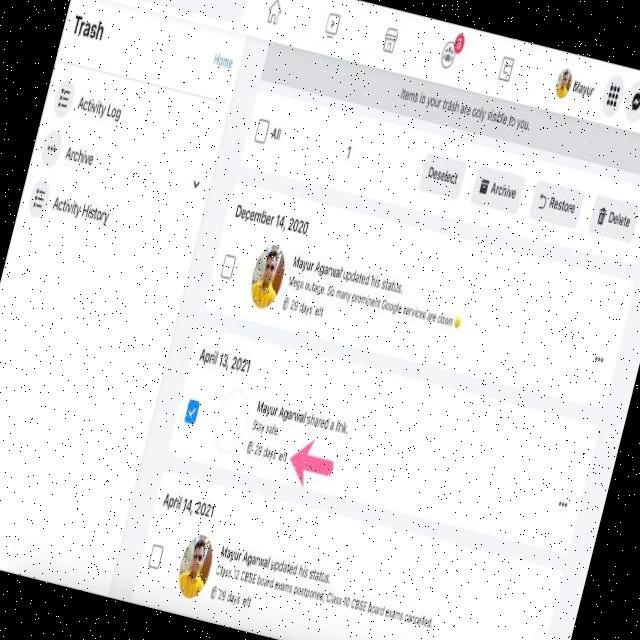 Trash
Home
Activity Log
Archive
Activity History
Mayur
Items in your trash are only visible to you.
All
1
Deselect
Archive
Restore
Delete
December 14, 2020
Mayur Agarwal updated his status.
Mega outage. So many prominent Google services are down
29 days left
April 13, 2021
Mayur Agarwal shared a link.
Stay safe.
29 days left
April 14, 2021
Mayur Agarwal updated his status.
Class 12 CBSE board exams postponed, Class 10 CBSE board exams cancelled.
29 days left